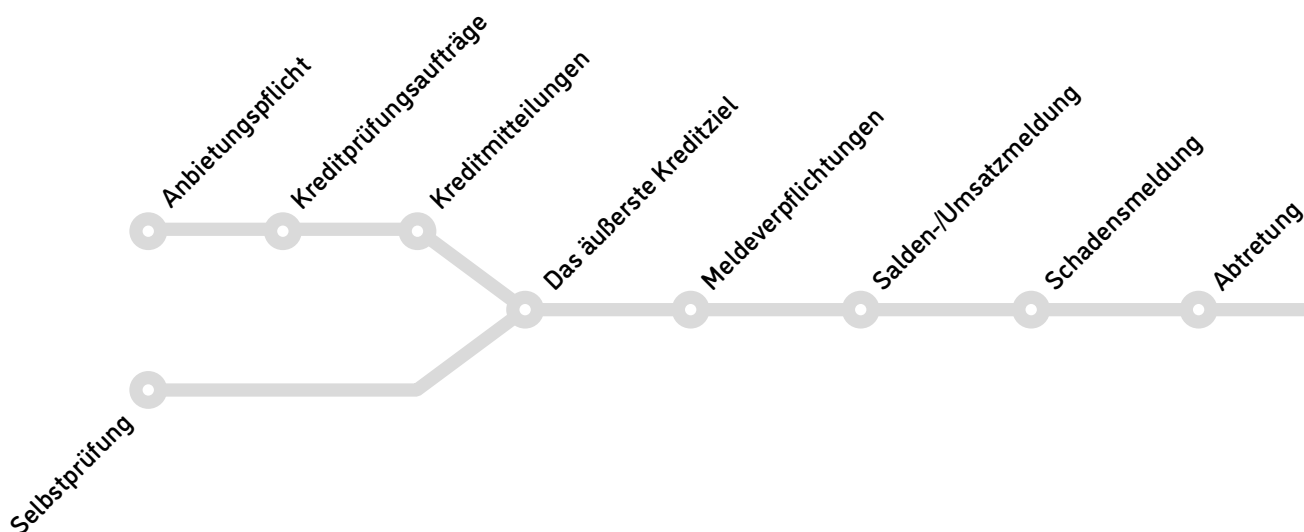 Anbietungspflicht
Kreditprüfungsaufträge
Kreditmitteilungen
Das äußerste Kreditziel
Meldeverpflichtungen
Salden-/Umsatzmeldung
Schadensmeldung
Abtretung
Selbstprüfung